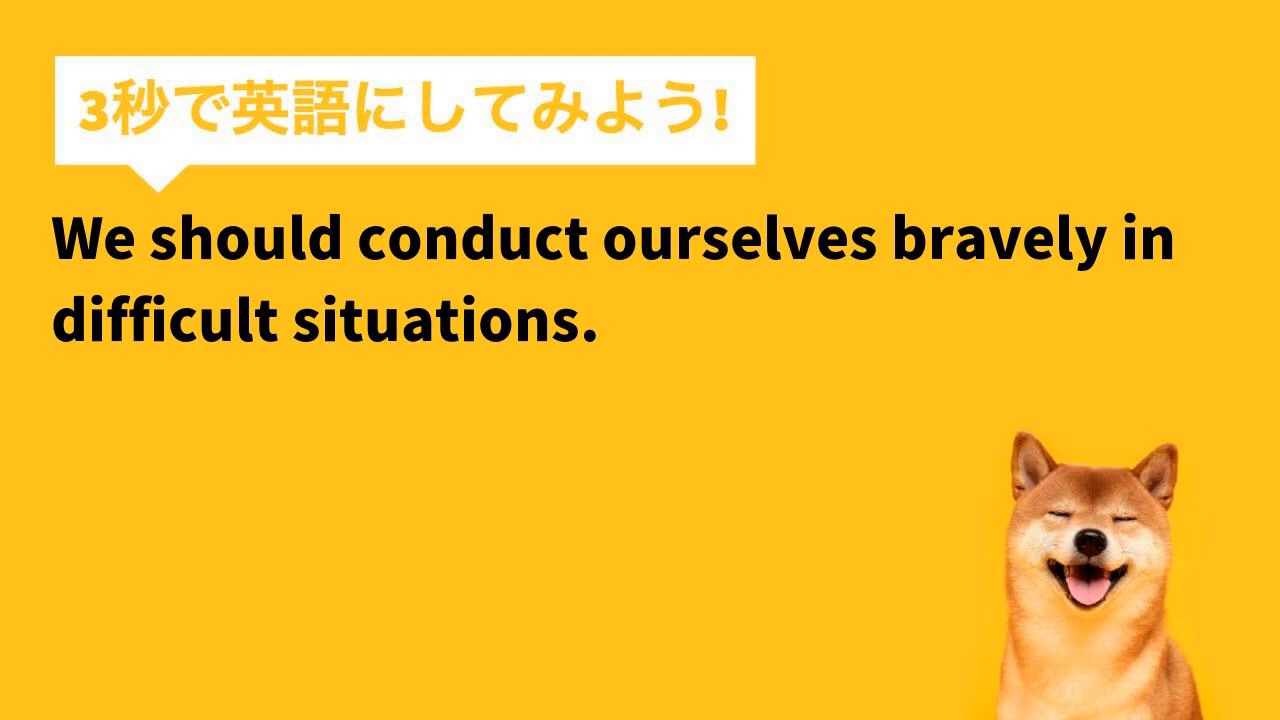 3秒で英語にしてみよう!
We should conduct ourselves bravely in
difficult situations.